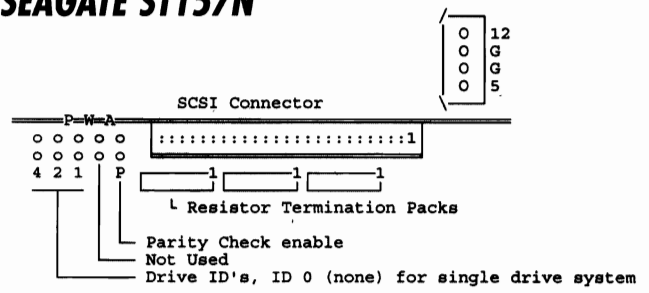 SEAGATE ST157N
12
G
G
5
SCSI Connector
P-W-A
1
4 2 1 P 1 1 1
Resistor Termination Packs
Parity Check enable
Not Used
Drive ID's, ID 0 (none) for single drive system